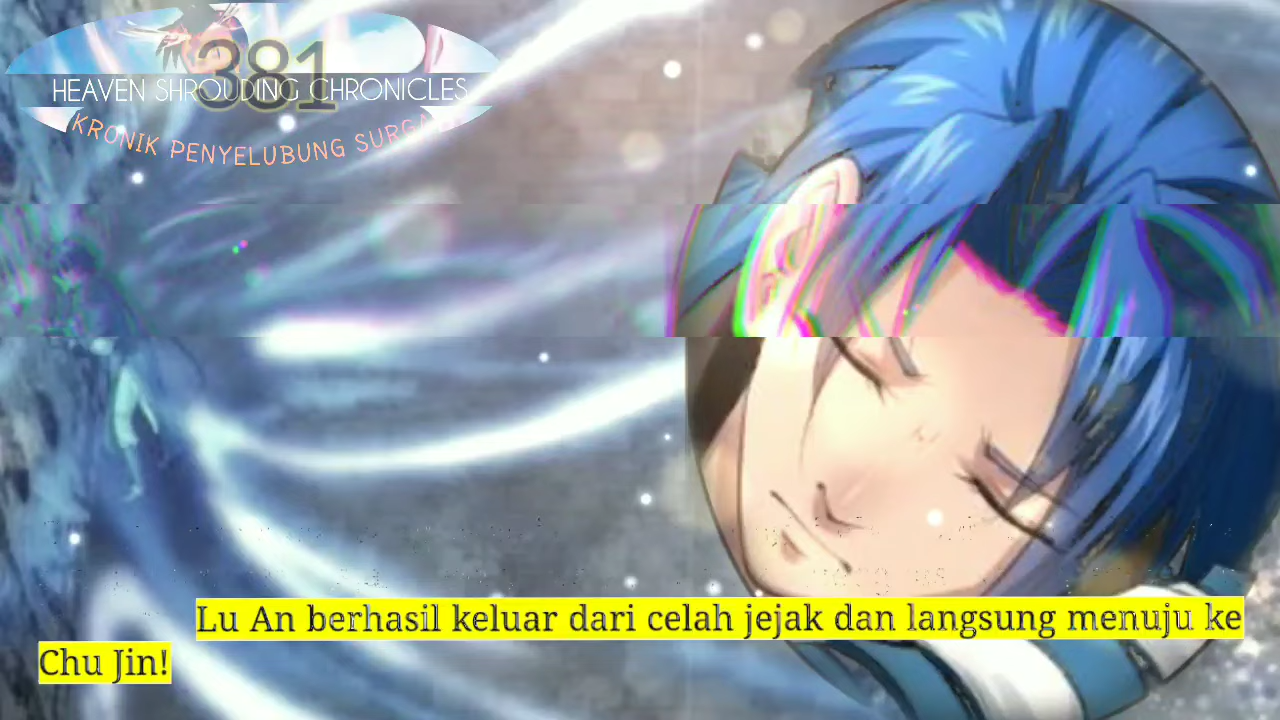 381
HEAVEN SHROUDING CHRONICLES
KRONIK PENYELUBUNG SURGA
Lu An berhasil keluar dari celah jejak dan langsung menuju ke
Chu Jin!